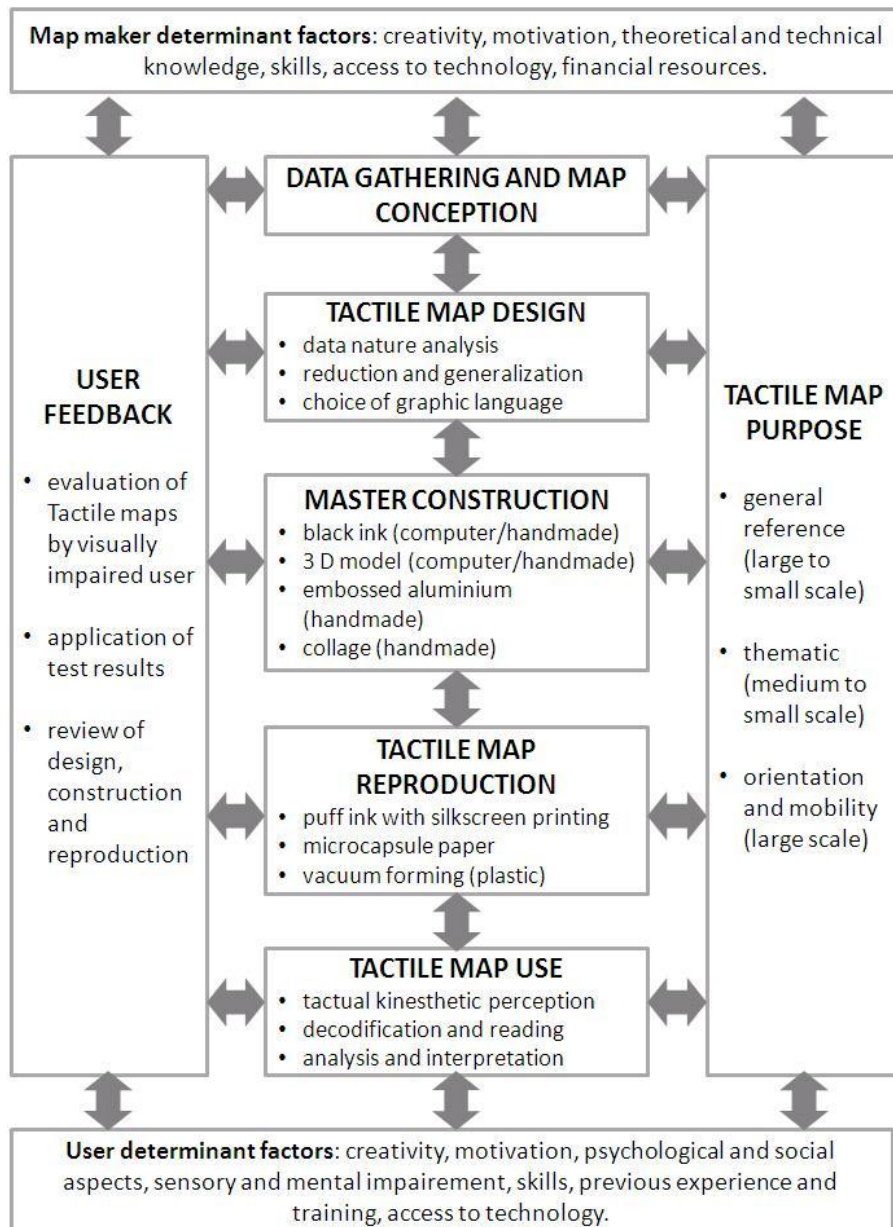 Map maker determinant factors: creativity, motivation, theoretical and technical
knowledge, skills, access to technology, financial resources.
DATA GATHERING AND MAP
CONCEPTION
TACTILE MAP DESIGN
• data nature analysis
• reduction and generalization
• choice of graphic language
USER
FEEDBACK
• evaluation of
Tactile maps
by visually
impaired user
• application of
test results
• review of
design,
construction
and
reproduction
MASTER CONSTRUCTION
• black ink (computer/handmade)
• 3 D model (computer/handmade)
• embossed aluminium
(handmade)
• collage (handmade)
TACTILE MAP
REPRODUCTION
• puff ink with silkscreen printing
• microcapsule paper
• vacuum forming (plastic)
TACTILE MAP USE
• tactual kinesthetic perception
• decodification and reading
• analysis and interpretation
TACTILE MAP
PURPOSE
• general
reference
(large to
small scale)
• thematic
(medium to
small scale)
• orientation
and mobility
(large scale)
User determinant factors: creativity, motivation, psychological and social
aspects, sensory and mental impairement, skills, previous experience and
training, access to technology.